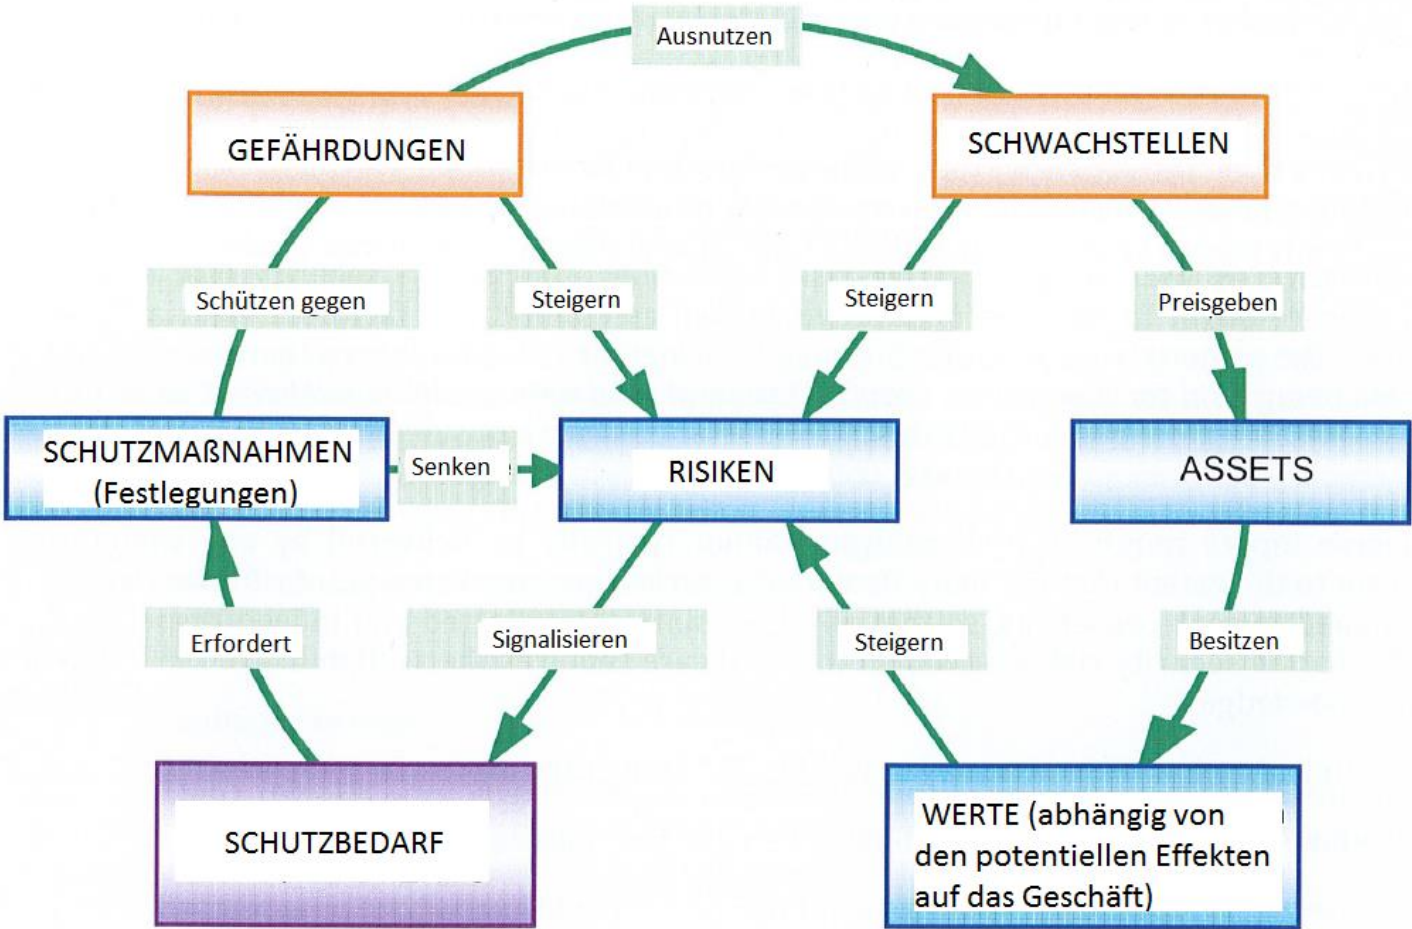 Ausnutzen
GEFÄHRDUNGEN
SCHWACHSTELLEN
Schützen gegen
Steigern
Steigern
Preisgeben
SCHUTZMAßNAHMEN
(Festlegungen)
Senken
RISIKEN
ASSETS
Erfordert
Signalisieren
Steigern
Besitzen
SCHUTZBEDARF
WERTE (abhängig von
den potentiellen Effekten
auf das Geschäft)